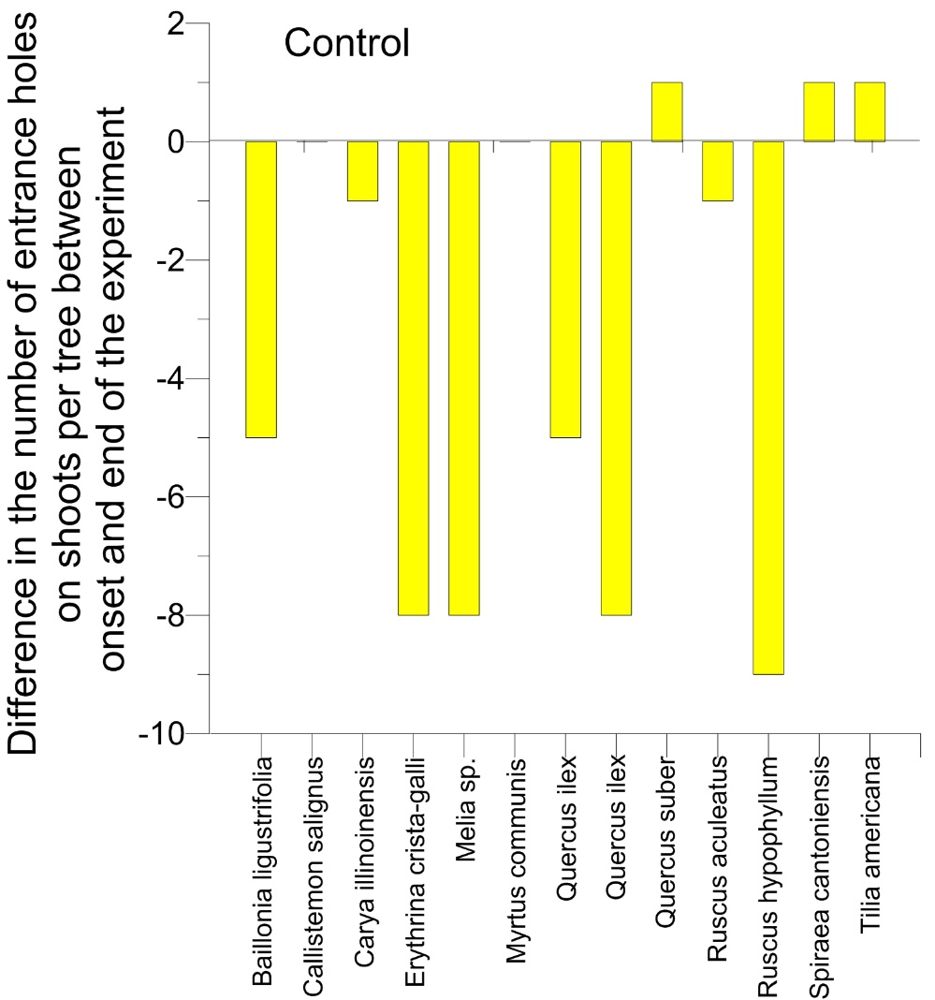 Difference in the number of entrance holes
on shoots per tree between
onset and end of the experiment
Control
2
0
-2
-4
-6
-8
-10
Baillonia ligustrifolia
Callistemon salignus
Carya illinoinensis
Erythrina crista-galli
Melia sp.
Myrtus communis
Quercus ilex
Quercus ilex
Quercus suber
Ruscus aculeatus
Ruscus hypophyllum
Spiraea cantoniensis
Tilia americana